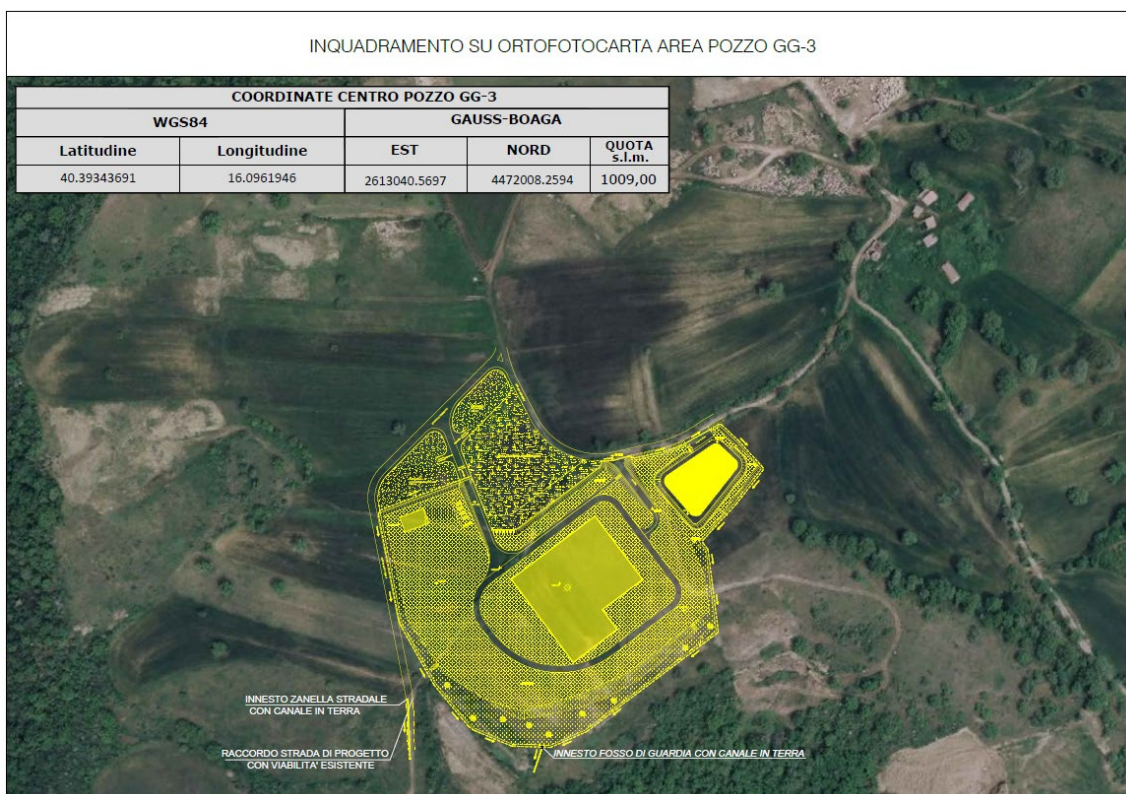 INQUADRAMENTO SU ORTOFOTOCARTA AREA POZZO GG-3
COORDINATE CENTRO POZZO GG-3
WGS84 GAUSS-BOAGA
Latitudine Longitudine EST NORD QUOTA s.l.m.
40.39343691 16.0961946 2613040.5697 4472008.2594 1009,00
INNESTO ZANELLA STRADALE
CON CANALE IN TERRA
RACCORDO STRADA DI PROGETTO
CON VIABILITA' ESISTENTE
INNESTO FOSSO DI GUARDIA CON CANALE IN TERRA